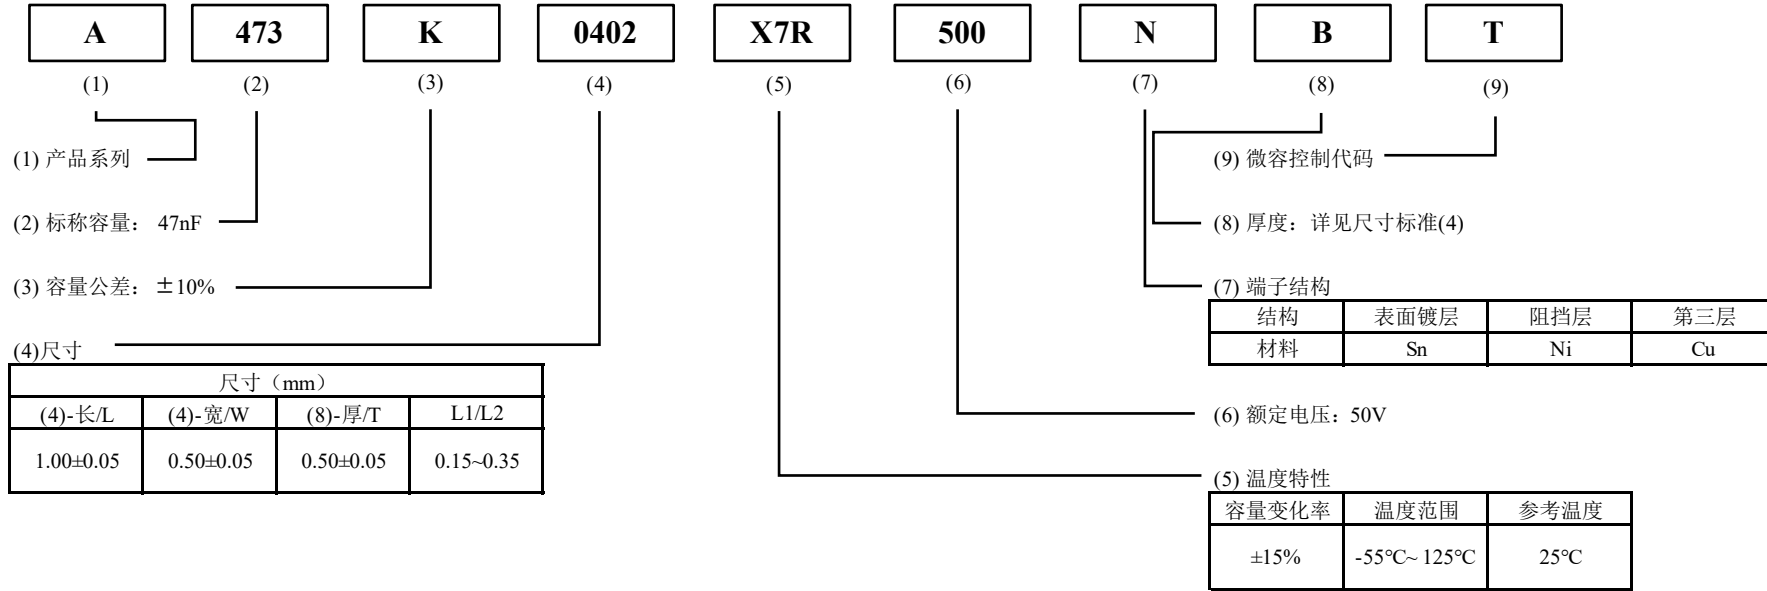 A 473 K 0402 X7R 500 N B T
(1) (2) (3) (4) (5) (6) (7) (8) (9)
(1) 产品系列
(9) 微容控制代码
(2) 标称容量： 47nF
(8) 厚度：详见尺寸标准(4)
(3) 容量公差： ±10%
(7) 端子结构
结构 表面镀层 阻挡层 第三层
材料 Sn Ni Cu
(4)尺寸
尺寸（mm）
(4)-长/L (4)-宽/W (8)-厚/T L1/L2
1.00±0.05 0.50±0.05 0.50±0.05 0.15~0.35
(6) 额定电压：50V
(5) 温度特性
容量变化率 温度范围 参考温度
±15% -55℃~ 125℃ 25℃